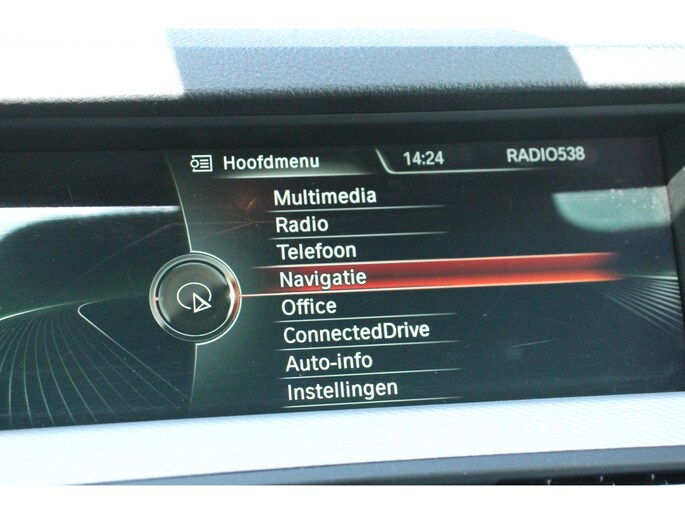 Hoofdmenu 14:24 RADIO538
Multimedia
Radio
Telefoon
Navigatie
Office
ConnectedDrive
Auto-info
Instellingen